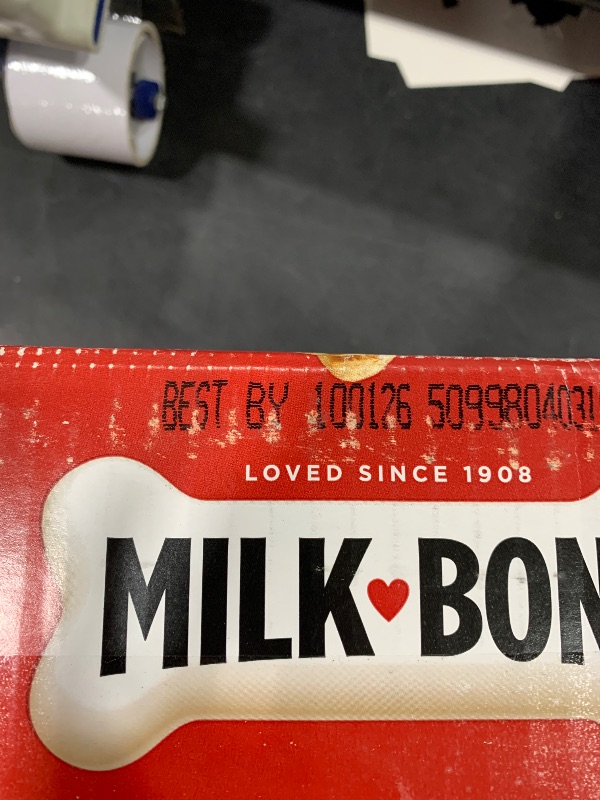 BEST BY 100126 5099804031
LOVED SINCE 1908
MILK BON